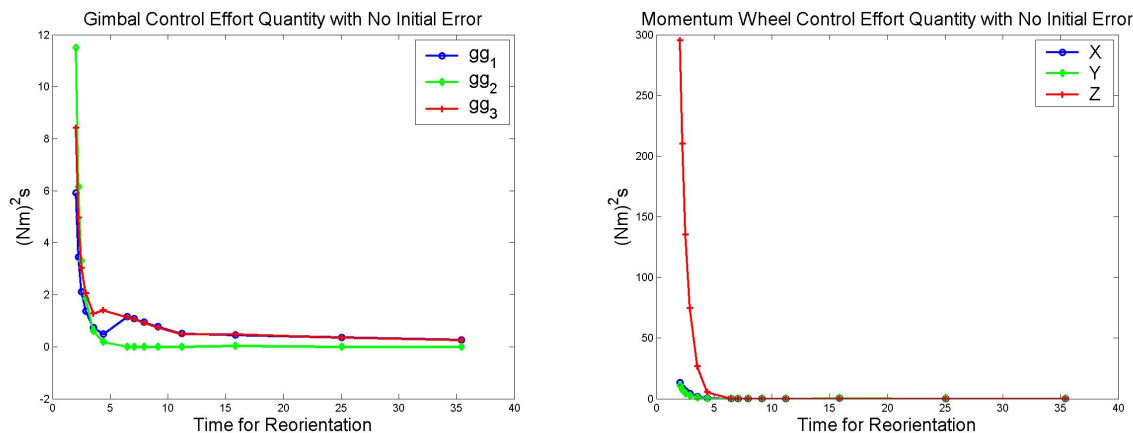 Gimbal Control Effort Quantity with No Initial Error
12
10
8
6
4
2
0
-2
(Nm)²s
gg₁
gg₂
gg₃
0 5 10 15 20 25 30 35 40
Time for Reorientation
Momentum Wheel Control Effort Quantity with No Initial Error
300
250
200
150
100
50
0
(Nm)²s
X
Y
Z
0 5 10 15 20 25 30 35 40
Time for Reorientation